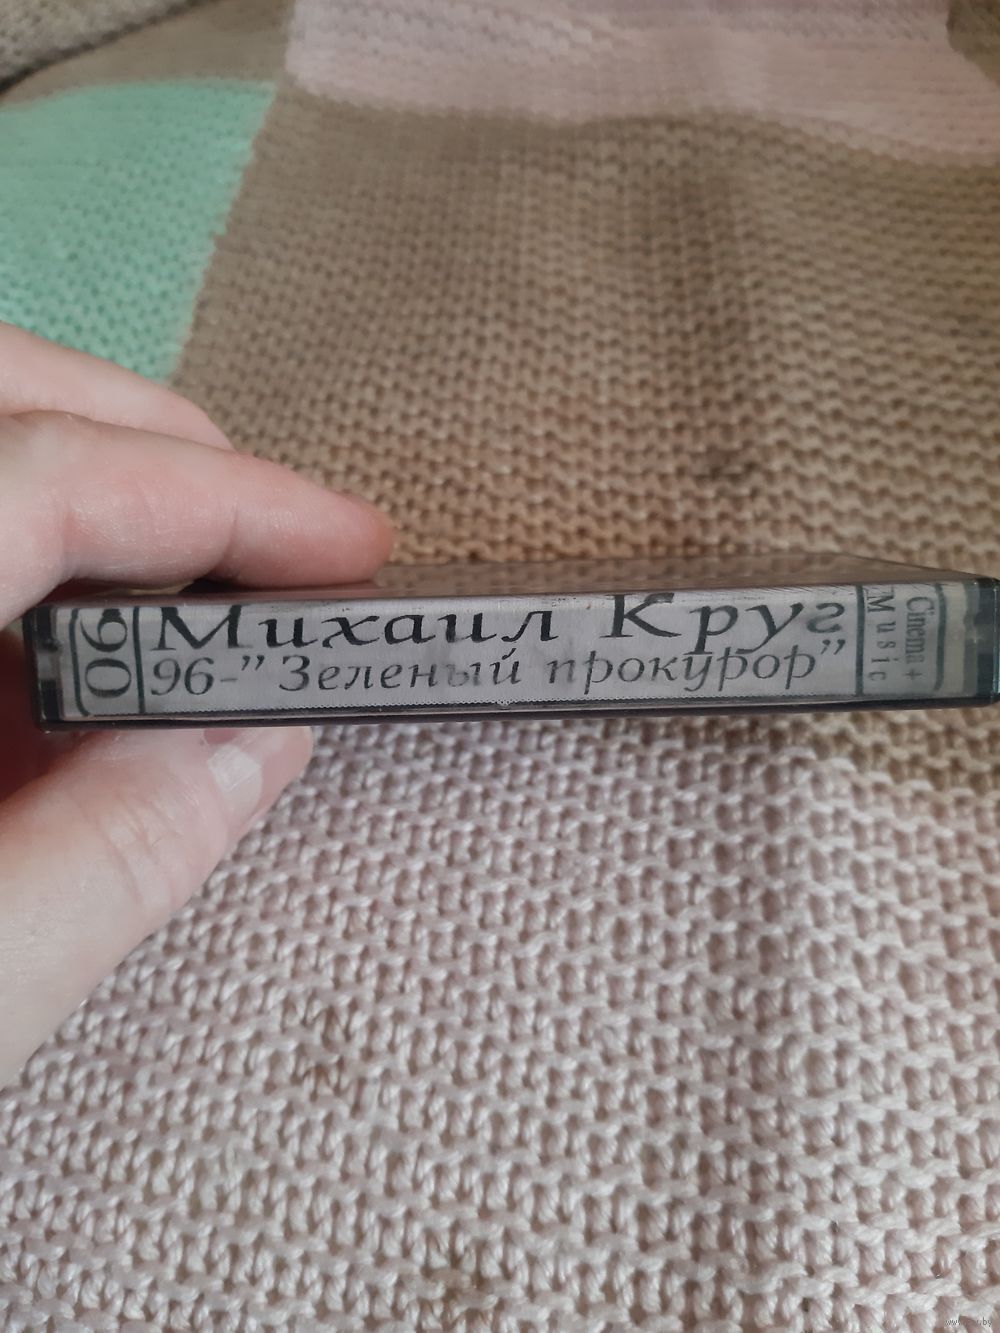 90
Михаил Круг
96-" Зеленый прокурор"
Cinema +
Music